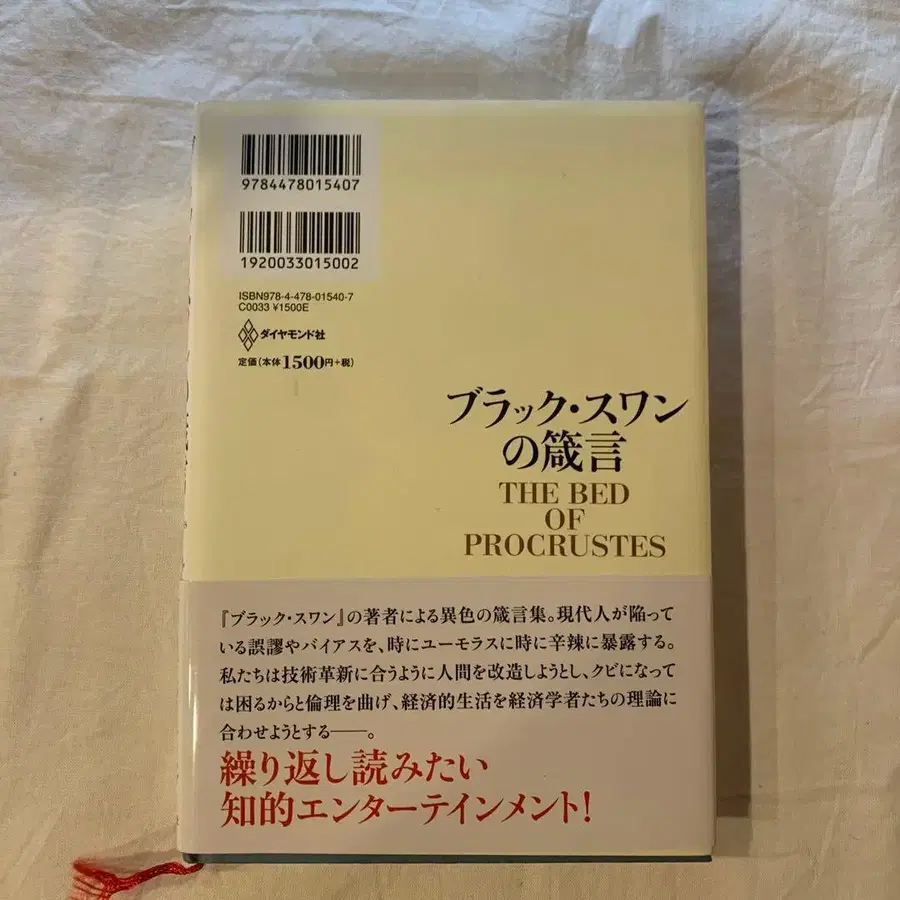 9784478015407
1920033015002
ISBN978-4-478-01540-7
C0033 ¥1500E
ダイヤモンド社
定価(本体1500円+税)
ブラック・スワン
の箴言
THE BED
OF
PROCRUSTES
『ブラック・スワン』の著者による異色の箴言集。現代人が陥って
いる誤謬やバイアスを、時にユーモラスに時に辛辣に暴露する。
私たちは技術革新に合うように人間を改造しようとし、クビになって
は困るからと倫理を曲げ、経済的生活を経済学者たちの理論に
合わせようとする――。
繰り返し読みたい
知的エンターテインメント!